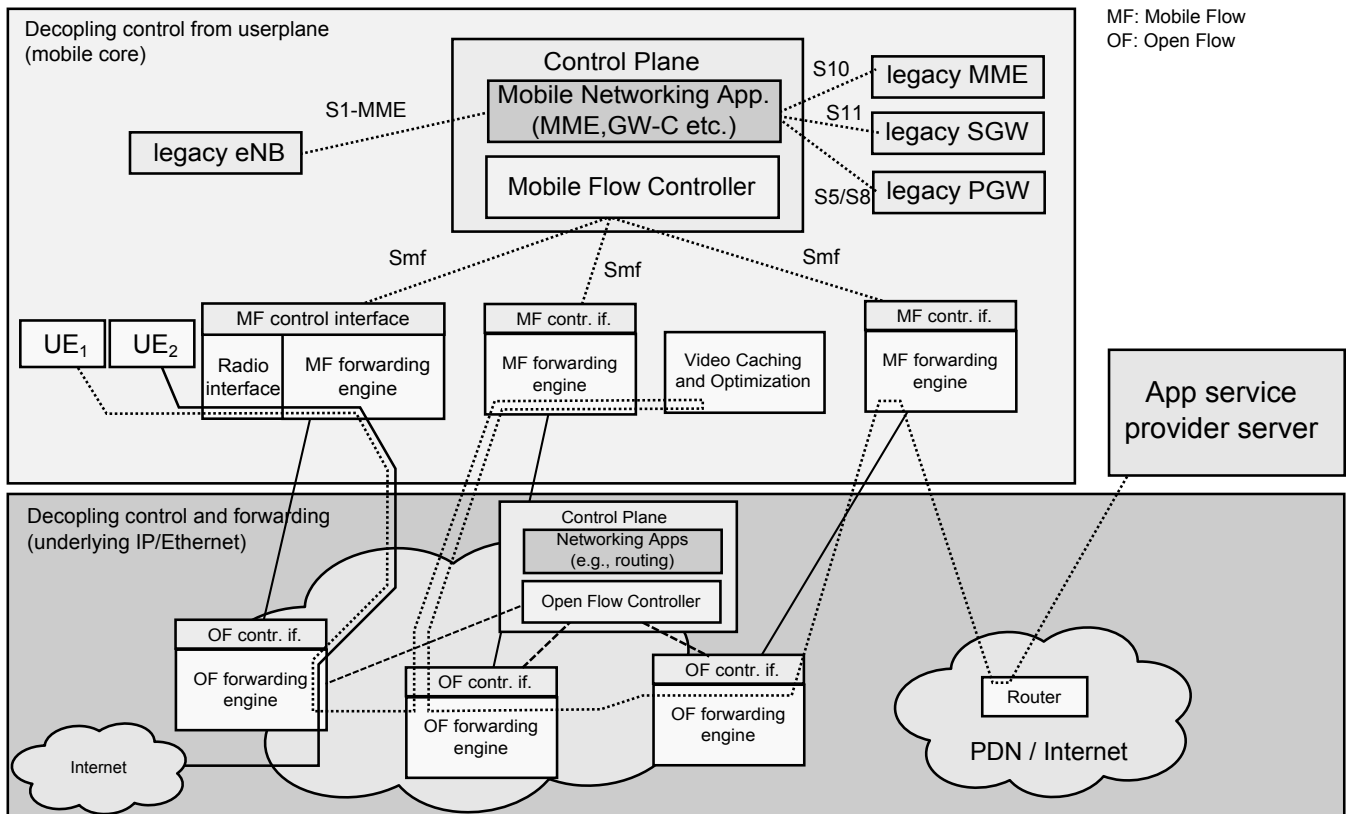 MF: Mobile Flow
OF: Open Flow
Decopling control from userplane
(mobile core)
Control Plane
Mobile Networking App.
(MME,GW-C etc.)
Mobile Flow Controller
S1-MME
legacy eNB
S10
legacy MME
S11
legacy SGW
S5/S8
legacy PGW
Smf
Smf
Smf
UE1
UE2
MF control interface
Radio
interface
MF forwarding
engine
MF contr. if.
MF forwarding
engine
Video Caching
and Optimization
MF contr. if.
MF forwarding
engine
App service
provider server
Decopling control and forwarding
(underlying IP/Ethernet)
Control Plane
Networking Apps
(e.g., routing)
Open Flow Controller
OF contr. if.
OF forwarding
engine
OF contr. if.
OF forwarding
engine
OF contr. if.
OF forwarding
engine
Internet
Router
PDN / Internet